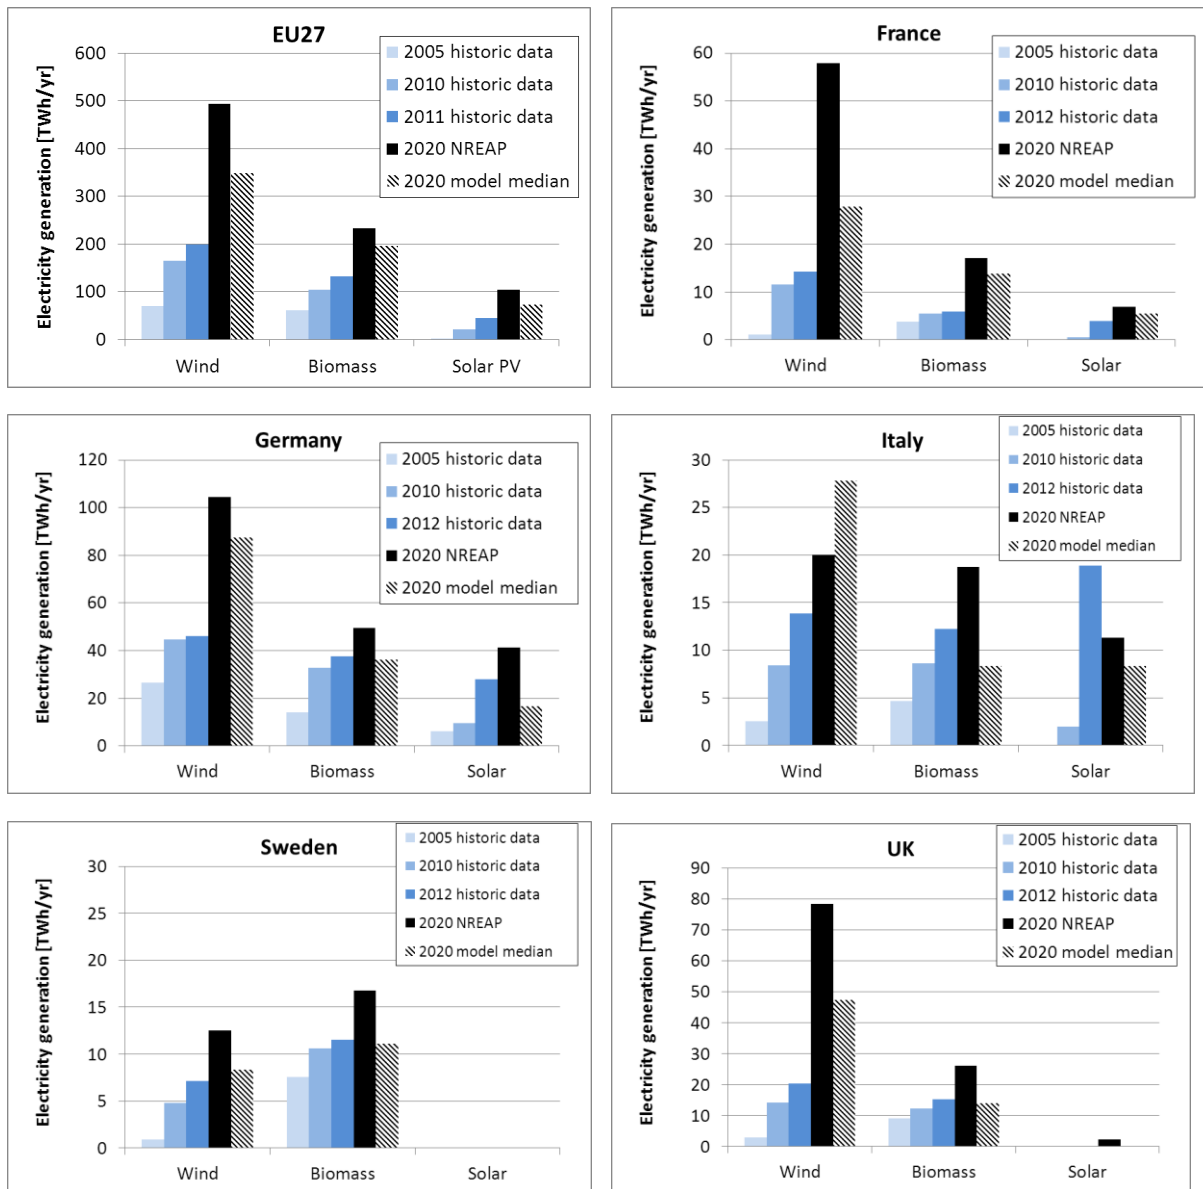 EU27
Electricity generation [TWh/yr]
600
500
400
300
200
100
0
2005 historic data
2010 historic data
2011 historic data
2020 NREAP
2020 model median
Wind Biomass Solar PV
France
Electricity generation [TWh/yr]
60
50
40
30
20
10
0
2005 historic data
2010 historic data
2012 historic data
2020 NREAP
2020 model median
Wind Biomass Solar
Germany
Electricity generation [TWh/yr]
120
100
80
60
40
20
0
2005 historic data
2010 historic data
2012 historic data
2020 NREAP
2020 model median
Wind Biomass Solar
Italy
Electricity generation [TWh/yr]
30
25
20
15
10
5
0
2005 historic data
2010 historic data
2012 historic data
2020 NREAP
2020 model median
Wind Biomass Solar
Sweden
Electricity generation [TWh/yr]
30
25
20
15
10
5
0
2005 historic data
2010 historic data
2012 historic data
2020 NREAP
2020 model median
Wind Biomass Solar
UK
Electricity generation [TWh/yr]
90
80
70
60
50
40
30
20
10
0
2005 historic data
2010 historic data
2012 historic data
2020 NREAP
2020 model median
Wind Biomass Solar